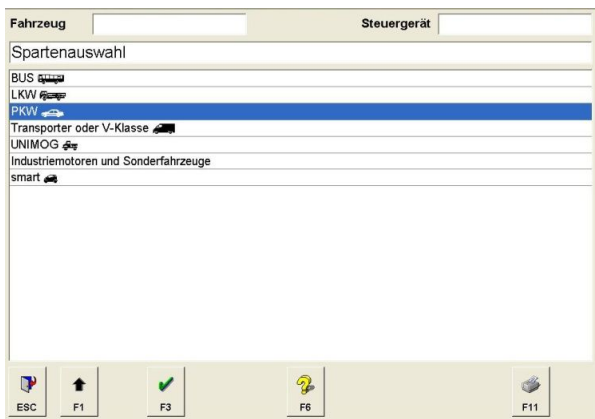 Fahrzeug Steuergerät
Spartenauswahl
BUS
LKW
PKW
Transporter oder V-Klasse
UNIMOG
Industriemotoren und Sonderfahrzeuge
smart
ESC F1 F3 F6 F11